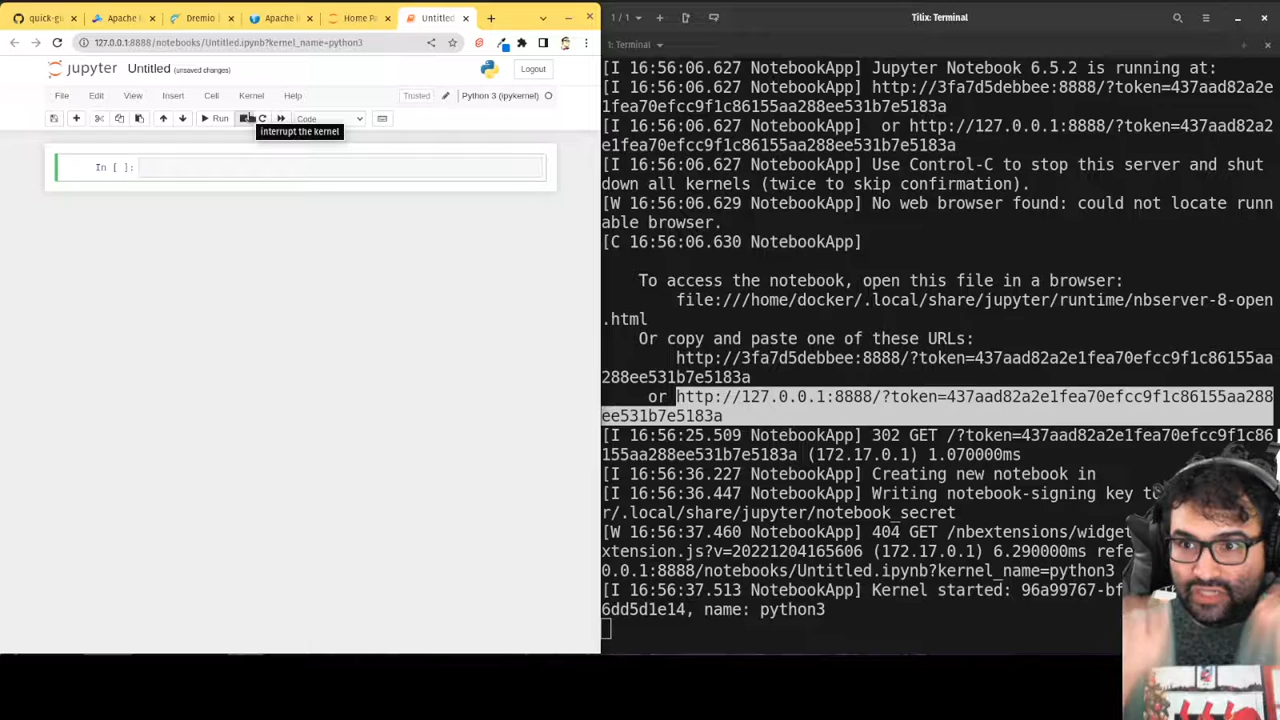 quick-gu
Apache I
Dremio
Apache I
Home Pa
Untitled
127.0.0.1:8888/notebooks/Untitled.ipynb?kernel_name=python3
jupyter Untitled (unsaved changes)
Logout
File Edit View Insert Cell Kernel Help
Trusted
Python 3 (ipykernel)
Run
Code
interrupt the kernel
In [ ]:
1 / 1
Tilix: Terminal
1: Terminal
[I 16:56:06.627 NotebookApp] Jupyter Notebook 6.5.2 is running at:
[I 16:56:06.627 NotebookApp] http://3fa7d5debbee:8888/?token=437aad82a2e
1fea70efcc9f1c86155aa288ee531b7e5183a
[I 16:56:06.627 NotebookApp]  or http://127.0.0.1:8888/?token=437aad82a2
e1fea70efcc9f1c86155aa288ee531b7e5183a
[I 16:56:06.627 NotebookApp] Use Control-C to stop this server and shut
down all kernels (twice to skip confirmation).
[W 16:56:06.629 NotebookApp] No web browser found: could not locate runn
able browser.
[C 16:56:06.630 NotebookApp]
To access the notebook, open this file in a browser:
file:///home/docker/.local/share/jupyter/runtime/nbserver-8-open
.html
Or copy and paste one of these URLs:
http://3fa7d5debbee:8888/?token=437aad82a2e1fea70efcc9f1c86155aa
288ee531b7e5183a
or http://127.0.0.1:8888/?token=437aad82a2e1fea70efcc9f1c86155aa288
ee531b7e5183a
[I 16:56:25.509 NotebookApp] 302 GET /?token=437aad82a2e1fea70efcc9f1c86
155aa288ee531b7e5183a (172.17.0.1) 1.070000ms
[I 16:56:36.227 NotebookApp] Creating new notebook in
[I 16:56:36.447 NotebookApp] Writing notebook-signing key to
r/.local/share/jupyter/notebook_secret
[W 16:56:37.460 NotebookApp] 404 GET /nbextensions/widge
xtension.js?v=20221204165606 (172.17.0.1) 6.290000ms refe
0.0.1:8888/notebooks/Untitled.ipynb?kernel_name=python3
[I 16:56:37.513 NotebookApp] Kernel started: 96a99767-bf
6dd5d1e14, name: python3